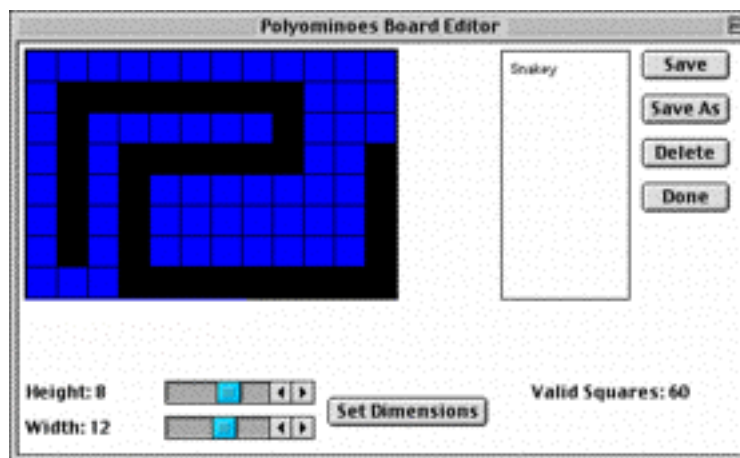 Polyominoes Board Editor
Snakey
Save
Save As
Delete
Done
Height: 8
Width: 12
Set Dimensions
Valid Squares: 60